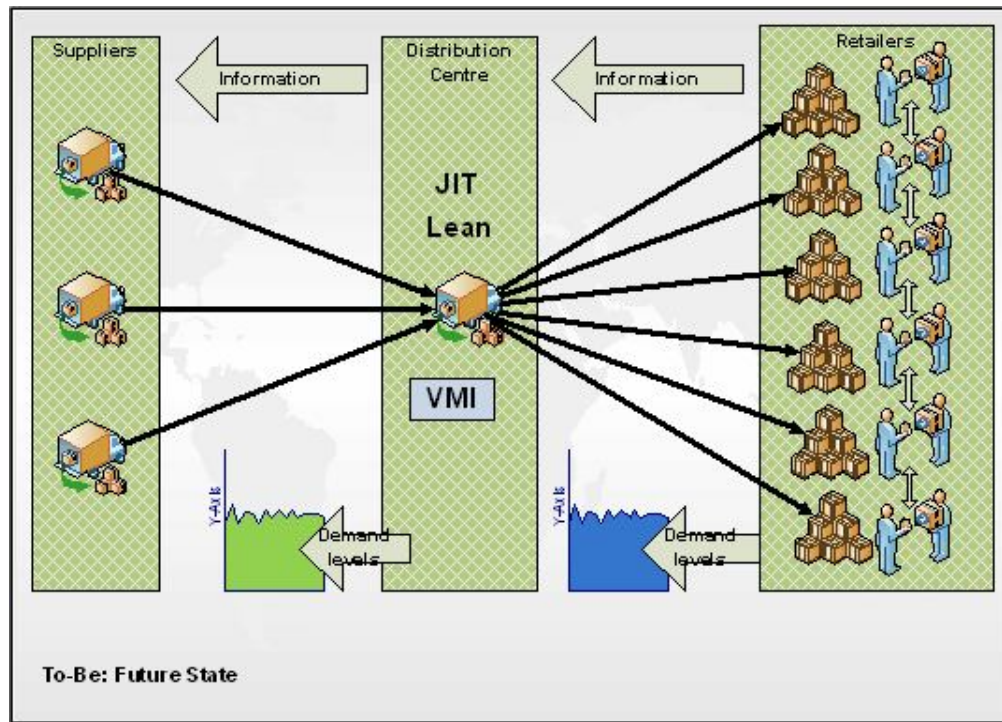 Suppliers
Information
Distribution
Centre
Information
Retailers
JIT
Lean
VMI
Y-Axis
Demand
levels
Y-Axis
Demand
levels
To-Be: Future State